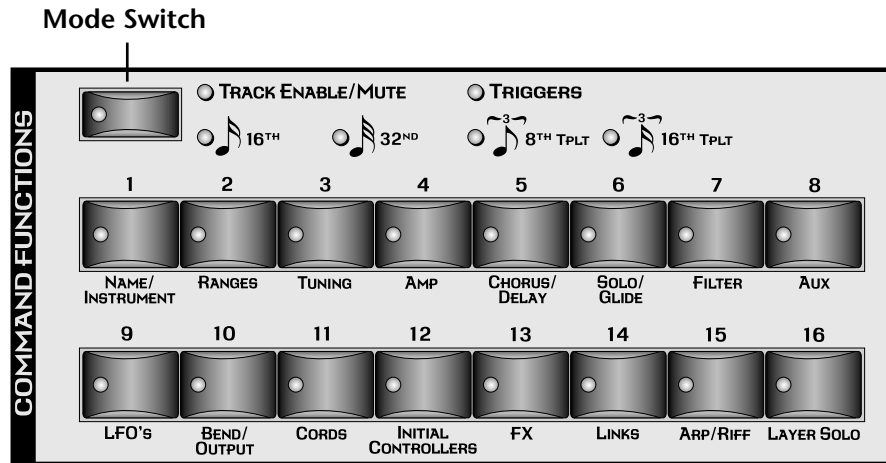 Mode Switch
COMMAND FUNCTIONS
TRACK ENABLE/MUTE TRIGGERS
16TH 32ND 3 8TH TPLT 3 16TH TPLT
1 2 3 4 5 6 7 8
NAME/INSTRUMENT RANGES TUNING AMP CHORUS/DELAY SOLO/GLIDE FILTER AUX
9 10 11 12 13 14 15 16
LFO'S BEND/OUTPUT CORDS INITIAL CONTROLLERS FX LINKS ARP/RIFF LAYER SOLO